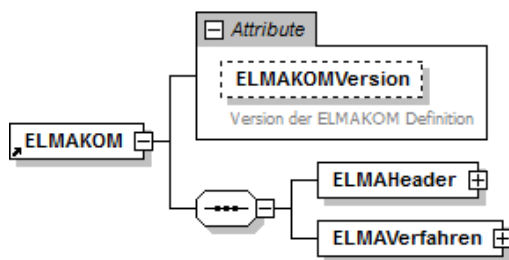 Attribute
ELMAKOMVersion
Version der ELMAKOM Definition
ELMAKOM
ELMAHeader
ELMAVerfahren